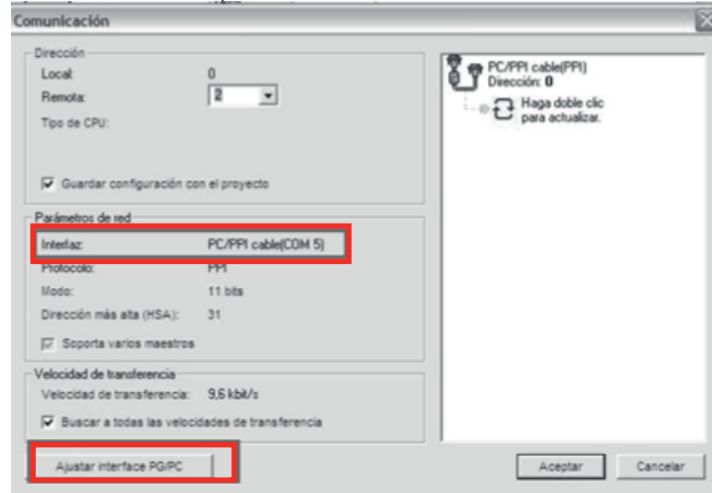 Comunicación
Dirección
Local: 0
Remota: 2
Tipo de CPU:
Guardar configuración con el proyecto
Parámetros de red
Interfaz: PC/PPI cable(COM 5)
Protocolo: PPI
Modo: 11 bits
Dirección más alta (HSA): 31
Soporta varios maestros
Velocidad de transferencia
Velocidad de transferencia: 9,6 kbit/s
Buscar a todas las velocidades de transferencia
Ajustar interface PG/PC
PC/PPI cable(PPI)
Dirección: 0
Haga doble clic
para actualizar.
Aceptar Cancelar